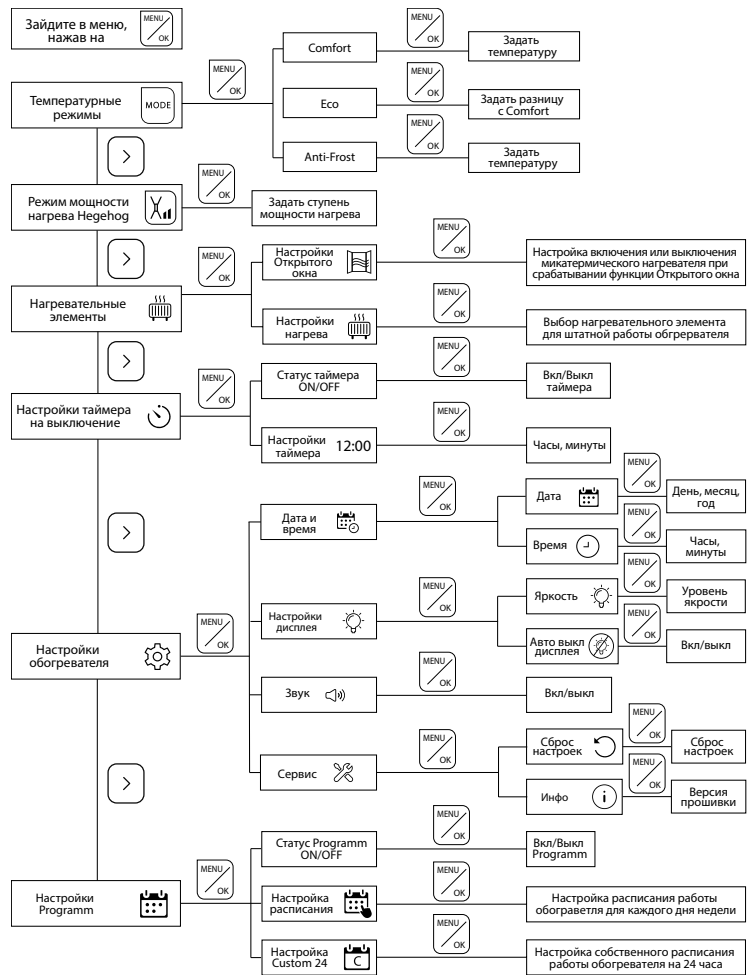 Зайдите в меню,
нажав на
MENU
OK
MENU
OK
Comfort
MENU
OK
Задать
температуру
Температурные
режимы
MODE
Eco
MENU
OK
Задать разницу
с Comfort
Anti-Frost
MENU
OK
Задать
температуру
>
Режим мощности
нагрева Hegehog
MENU
OK
Задать ступень
мощности нагрева
>
Нагревательные
элементы
MENU
OK
Настройки
Открытого
окна
MENU
OK
Настройка включения или выключения
микатермического нагревателя при
срабатывании функции Открытого окна
Настройки
нагрева
MENU
OK
Выбор нагревательного элемента
для штатной работы обгрервателя
>
Настройки таймера
на выключение
MENU
OK
Статус таймера
ON/OFF
MENU
OK
Вкл/Выкл
таймера
Настройки
таймера
12:00
MENU
OK
Часы, минуты
>
Настройки
обогревателя
MENU
OK
Дата и
время
MENU
OK
Дата
MENU
OK
День, месяц,
год
Время
MENU
OK
Часы,
минуты
Настройки
дисплея
MENU
OK
Яркость
MENU
OK
Уровень
якрости
Авто выкл
дисплея
MENU
OK
Вкл/выкл
Звук
MENU
OK
Вкл/выкл
Сервис
MENU
OK
Сброс
настроек
MENU
OK
Сброс
настроек
Инфо
i
MENU
OK
Версия
прошивки
>
Настройки
Programm
MENU
OK
Статус Programm
ON/OFF
MENU
OK
Вкл/Выкл
Programm
Настройка
расписания
MENU
OK
Настройка расписания работы
обограветля для каждого дня недели
Настройка
Custom 24
C
MENU
OK
Настройка собственного расписания
работы обогревателя на 24 часа